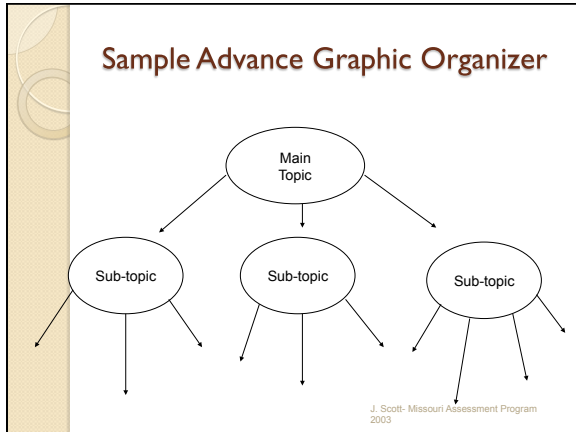 Sample Advance Graphic Organizer
Main
Topic
Sub-topic
Sub-topic
Sub-topic
J. Scott- Missouri Assessment Program
2003